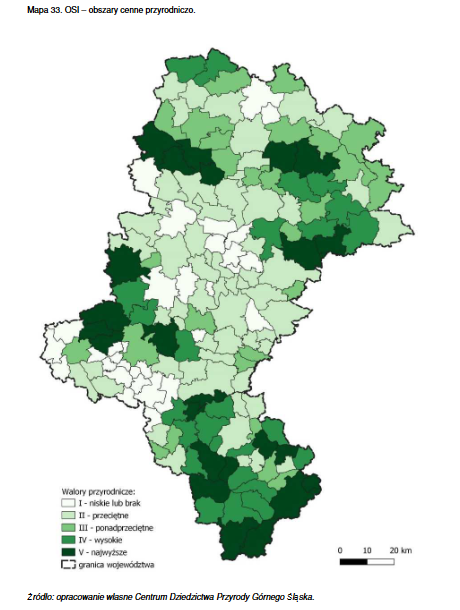 Mapa 33. OSI – obszary cenne przyrodniczo.
Walory przyrodnicze:
I - niskie lub brak
II - przeciętne
III - ponadprzeciętne
IV - wysokie
V - najwyższe
granica województwa
0 10 20 km
Źródło: opracowanie własne Centrum Dziedzictwa Przyrody Górnego Śląska.